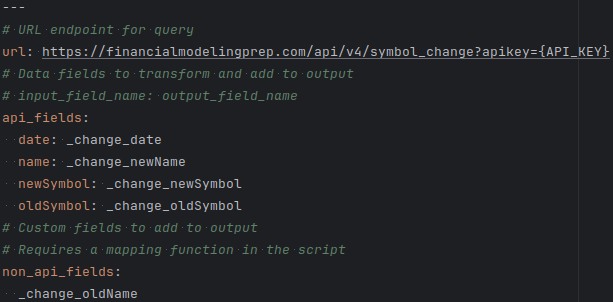 ---
# URL endpoint for query
url: https://financialmodelingprep.com/api/v4/symbol_change?apikey={API_KEY}
# Data fields to transform and add to output
# input_field_name: output_field_name
api_fields:
  date: _change_date
  name: _change_newName
  newSymbol: _change_newSymbol
  oldSymbol: _change_oldSymbol
# Custom fields to add to output
# Requires a mapping function in the script
non_api_fields:
  _change_oldName